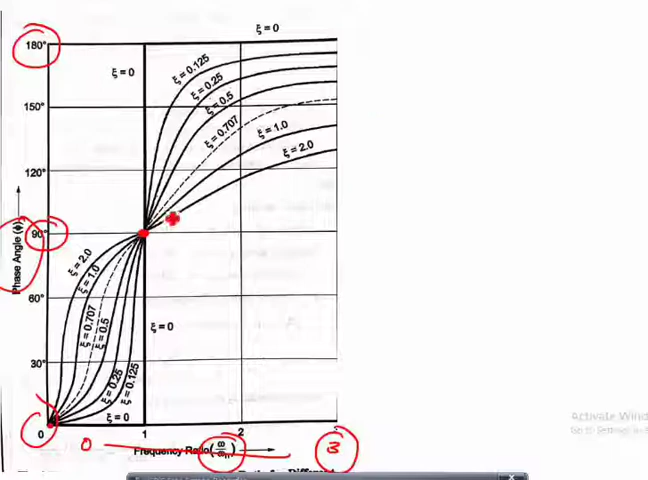 ξ = 0
180°
ξ = 0
ξ = 0.125
ξ = 0.25
150°
ξ = 0.5
ξ = 0.707
ξ = 1.0
120°
ξ = 2.0
Phase Angle (ϕ)
90°
ξ = 2.0
ξ = 1.0
60°
ξ = 0.707
ξ = 0.5
ξ = 0
30°
ξ = 0.25
ξ = 0.125
ξ = 0
0
1
2
0
3
Frequency Ratio (ω/ωn)
Activate Wind